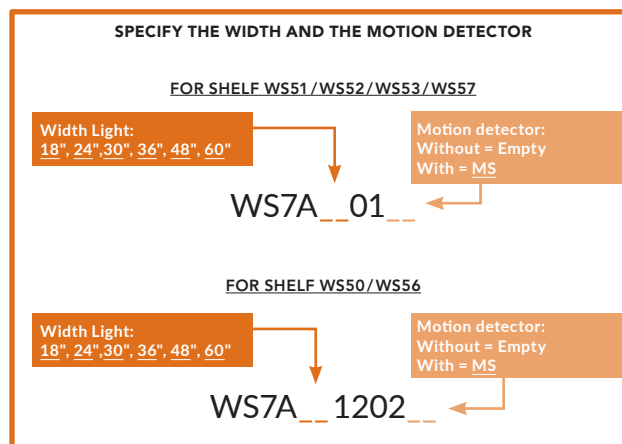 SPECIFY THE WIDTH AND THE MOTION DETECTOR
FOR SHELF WS51/WS52/WS53/WS57
Width Light:
18", 24",30", 36", 48", 60"
Motion detector:
Without = Empty
With = MS
WS7A__01__
FOR SHELF WS50/WS56
Width Light:
18", 24",30", 36", 48", 60"
Motion detector:
Without = Empty
With = MS
WS7A__1202__